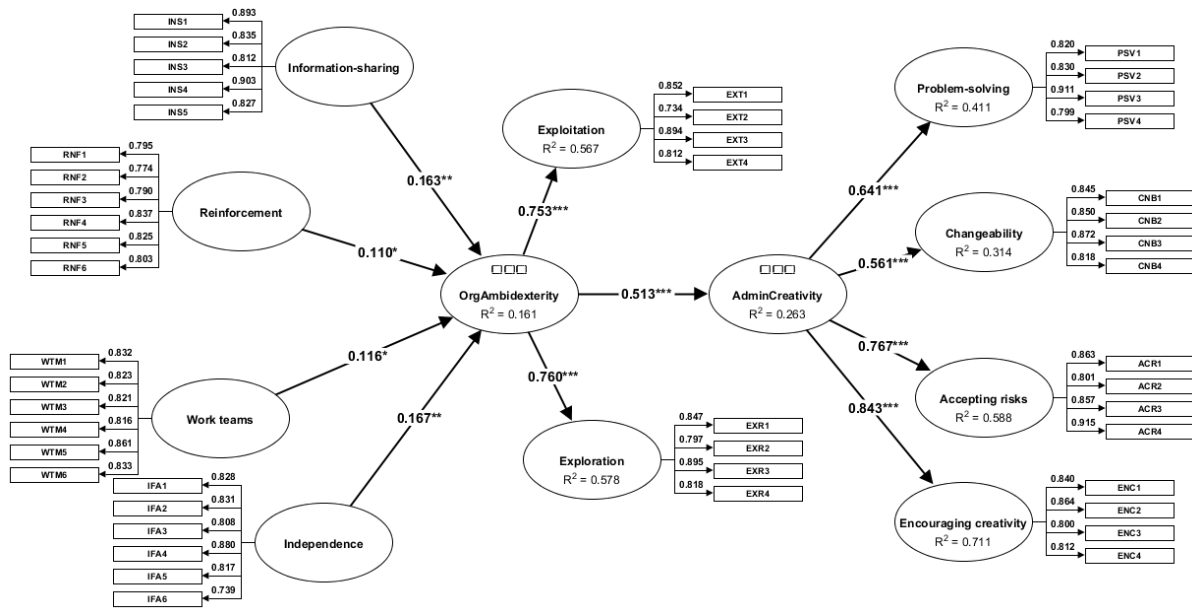 INS1
0.893
INS2
0.835
INS3
0.812
INS4
0.903
INS5
0.827
Information-sharing
RNF1
0.795
RNF2
0.774
RNF3
0.790
RNF4
0.837
RNF5
0.825
RNF6
0.803
Reinforcement
WTM1
0.832
WTM2
0.823
WTM3
0.821
WTM4
0.816
WTM5
0.861
WTM6
0.833
Work teams
IFA1
0.828
IFA2
0.831
IFA3
0.808
IFA4
0.880
IFA5
0.817
IFA6
0.739
Independence
0.163**
0.110*
0.116*
0.167**
OrgAmbidexterity
R² = 0.161
0.753***
Exploitation
R² = 0.567
0.852
EXT1
0.734
EXT2
0.894
EXT3
0.812
EXT4
0.760***
Exploration
R² = 0.578
0.847
EXR1
0.797
EXR2
0.895
EXR3
0.818
EXR4
0.513***
AdminCreativity
R² = 0.263
0.641***
Problem-solving
R² = 0.411
0.820
PSV1
0.830
PSV2
0.911
PSV3
0.799
PSV4
0.561***
Changeability
R² = 0.314
0.845
CNB1
0.850
CNB2
0.872
CNB3
0.818
CNB4
0.767***
Accepting risks
R² = 0.588
0.863
ACR1
0.801
ACR2
0.857
ACR3
0.915
ACR4
0.843***
Encouraging creativity
R² = 0.711
0.840
ENC1
0.864
ENC2
0.800
ENC3
0.812
ENC4